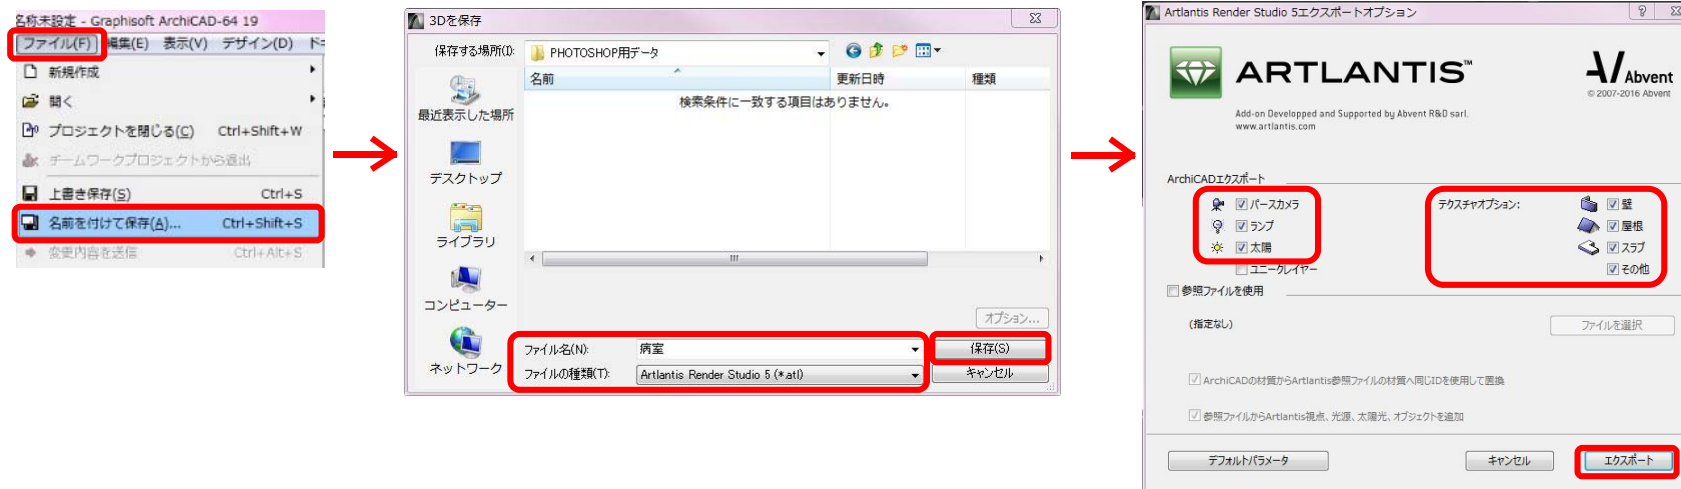 名称未設定 - Graphisoft ArchiCAD-64 19
ファイル(F) 編集(E) 表示(V) デザイン(D)
新規作成
開く
プロジェクトを閉じる(C) Ctrl+Shift+W
チームワークプロジェクトから退出
上書き保存(S) Ctrl+S
名前を付けて保存(A)... Ctrl+Shift+S
変更内容を送信 Ctrl+Alt+S
3Dを保存
保存する場所(I): PHOTOSHOP用データ
名前 更新日時 種類
検索条件に一致する項目はありません。
最近表示した場所
デスクトップ
ライブラリ
コンピューター
ネットワーク
オプション...
ファイル名(N): 病室 保存(S)
ファイルの種類(T): Artlantis Render Studio 5 (*.atl) キャンセル
Artlantis Render Studio 5エクスポートオプション
ARTLANTIS™
Abvent
© 2007-2016 Abvent
Add-on Developped and Supported by Abvent R&D sarl.
www.artlantis.com
ArchiCADエクスポート
パースカメラ
ランプ
太陽
ユニークレイヤー
テクスチャオプション: 壁
屋根
スラブ
その他
参照ファイルを使用
(指定なし) ファイルを選択
ArchiCADの材質からArtlantis参照ファイルの材質へ同じIDを使用して置換
参照ファイルからArtlantis視点、光源、太陽光、オブジェクトを追加
デフォルトパラメータ キャンセル エクスポート